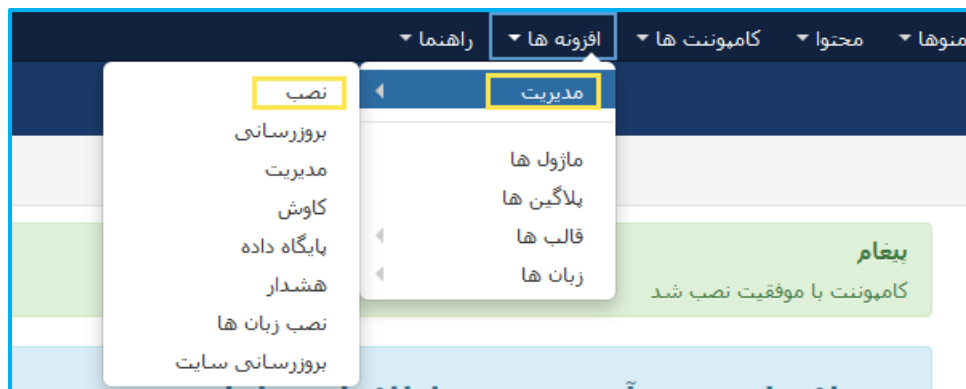 منوها
محتوا
کامپوننت ها
افزونه ها
راهنما
مدیریت
ماژول ها
پلاگین ها
قالب ها
زبان ها
نصب
بروزرسانی
مدیریت
کاوش
پایگاه داده
هشدار
نصب زبان ها
بروزرسانی سایت
پیغام
کامپوننت با موفقیت نصب شد